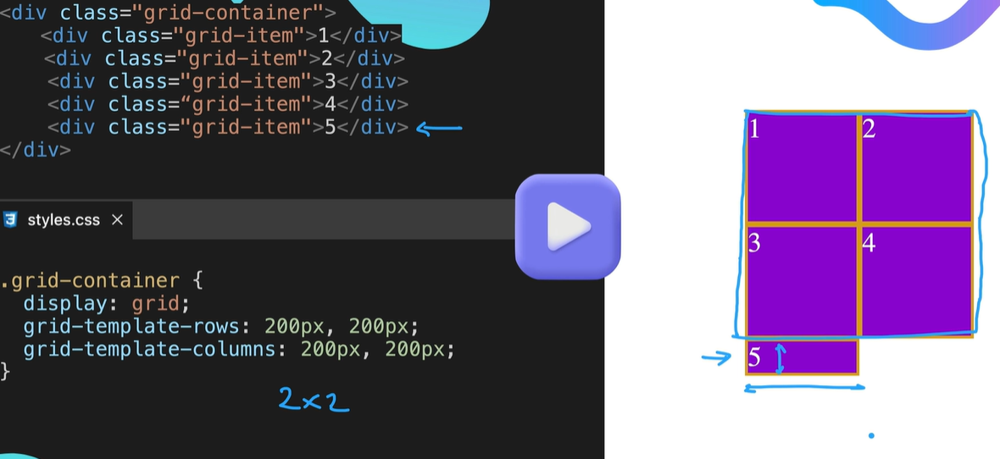 <div class="grid-container">
<div class="grid-item">1</div>
<div class="grid-item">2</div>
<div class="grid-item">3</div>
<div class="grid-item“>4</div>
<div class="grid-item">5</div>
</div>
styles.css
.grid-container {
display: grid;
grid-template-rows: 200px, 200px;
grid-template-columns: 200px, 200px;
}
2×2
1
2
3
4
5